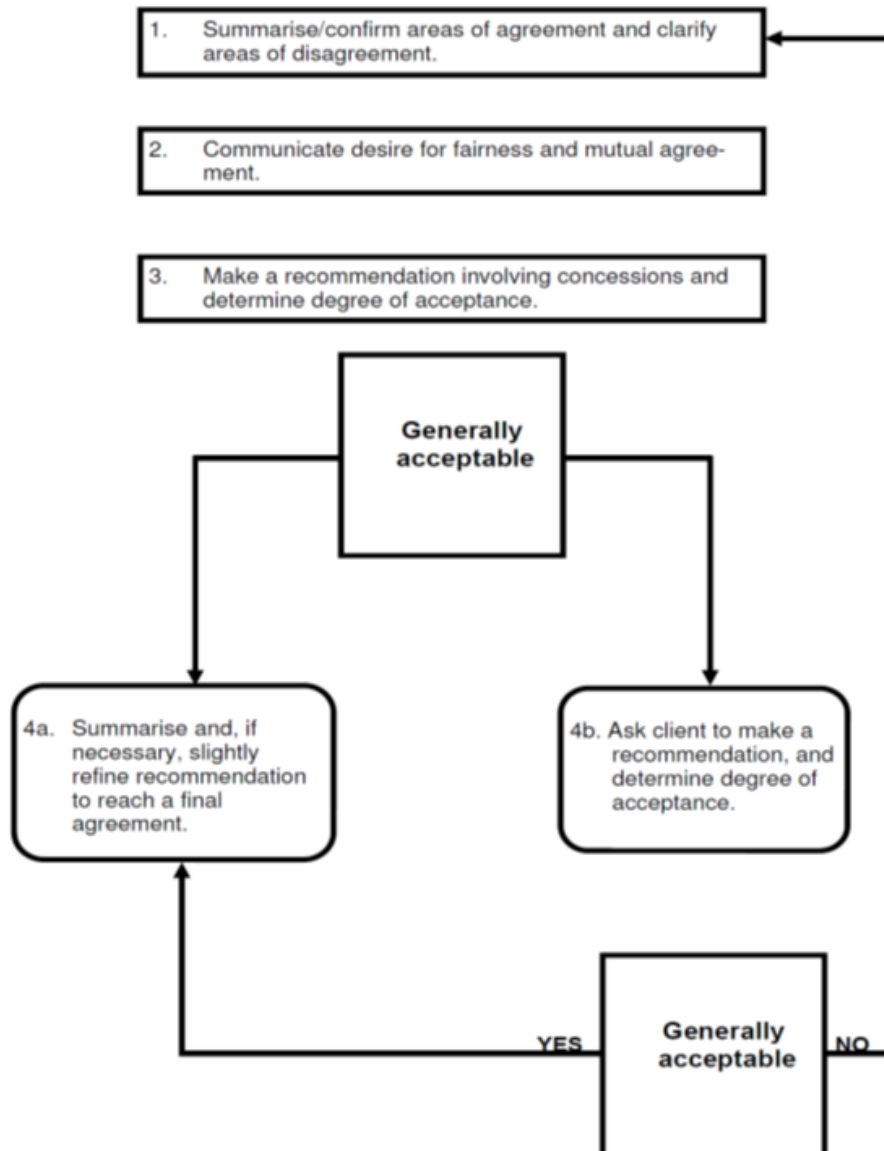 1. Summarise/confirm areas of agreement and clarify
areas of disagreement.
2. Communicate desire for fairness and mutual agree-
ment.
3. Make a recommendation involving concessions and
determine degree of acceptance.
Generally
acceptable
4a. Summarise and, if
necessary, slightly
refine recommendation
to reach a final
agreement.
4b. Ask client to make a
recommendation, and
determine degree of
acceptance.
YES
Generally
acceptable
NO